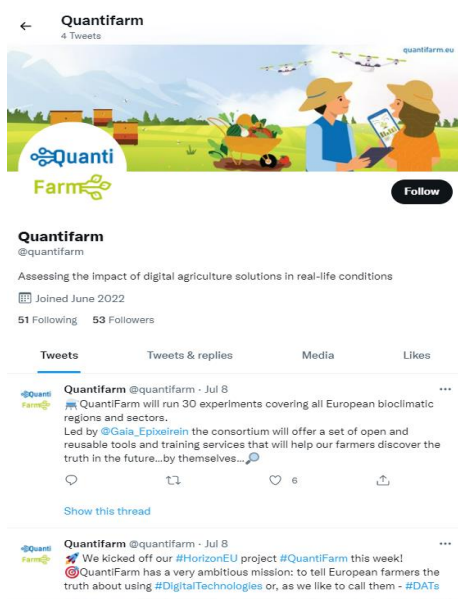 Quantifarm
4 Tweets
quantifarm.eu
Quanti
Farm
Follow
Quantifarm
@quantifarm
Assessing the impact of digital agriculture solutions in real-life conditions
Joined June 2022
51 Following 53 Followers
Tweets Tweets & replies Media Likes
Quanti
Farm
Quantifarm @quantifarm · Jul 8
QuantiFarm will run 30 experiments covering all European bioclimatic
regions and sectors.
Led by @Gaia_Epixeirein the consortium will offer a set of open and
reusable tools and training services that will help our farmers discover the
truth in the future...by themselves...
6
Show this thread
Quanti
Farm
Quantifarm @quantifarm · Jul 8
We kicked off our #HorizonEU project #QuantiFarm this week!
QuantiFarm has a very ambitious mission: to tell European farmers the
truth about using #DigitalTechnologies or, as we like to call them - #DATs